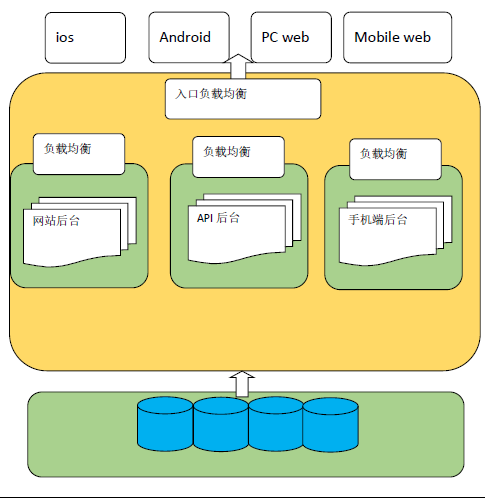 ios
Android
PC web
Mobile web
入口负载均衡
负载均衡
负载均衡
负载均衡
网站后台
API 后台
手机端后台